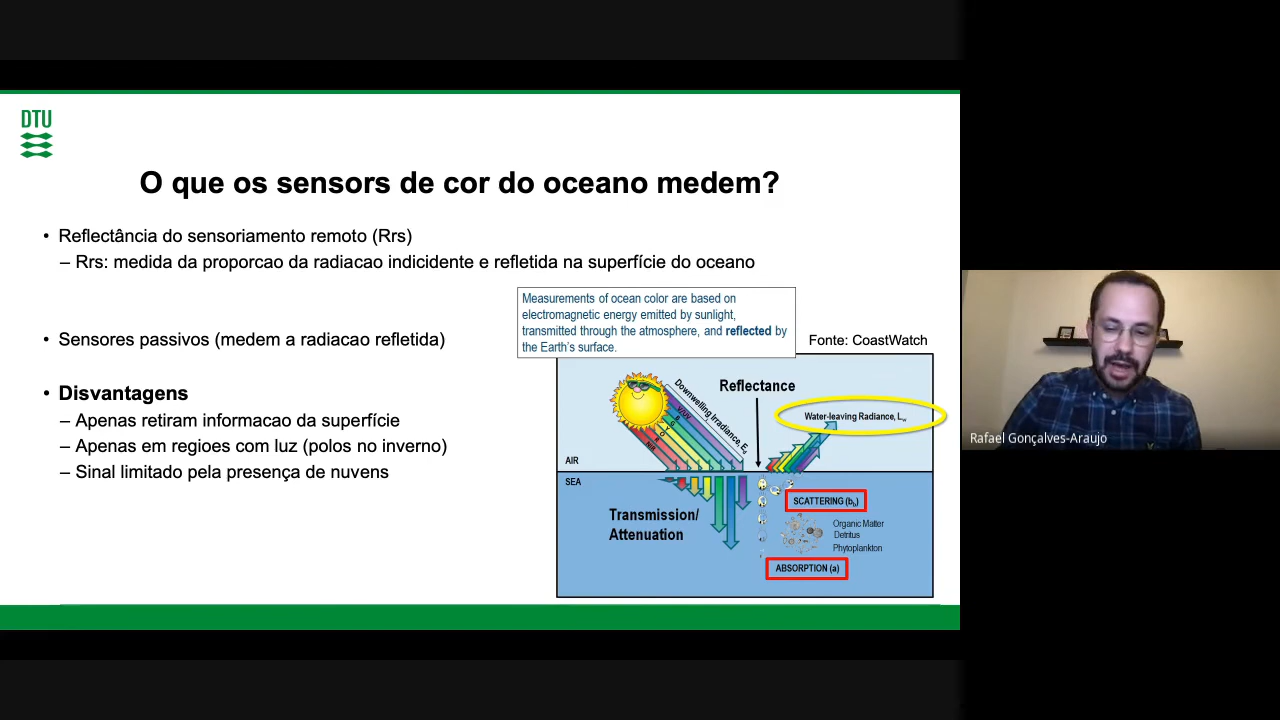 DTU
O que os sensors de cor do oceano medem?
• Reflectância do sensoriamento remoto (Rrs)
– Rrs: medida da proporcao da radiacao indicidente e refletida na superfície do oceano
Measurements of ocean color are based on
electromagnetic energy emitted by sunlight,
transmitted through the atmosphere, and reflected by
the Earth's surface.
• Sensores passivos (medem a radiacao refletida)
Fonte: CoastWatch
• Disvantagens
– Apenas retiram informacao da superfície
– Apenas em regioes com luz (polos no inverno)
– Sinal limitado pela presença de nuvens
Reflectance
Downwelling Irradiance, Ed
Water-leaving Radiance, Lw
NIR
AIR
SEA
Transmission/
Attenuation
SCATTERING (bb)
Organic Matter
Detritus
Phytoplankton
ABSORPTION (a)
Rafael Gonçalves-Araujo